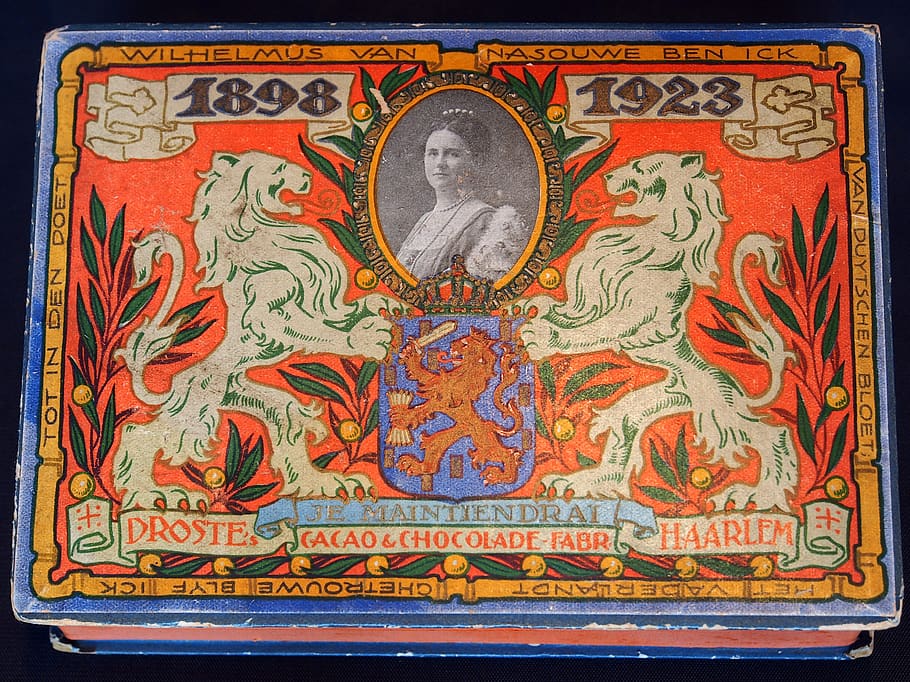 WILHELMUS VAN NASOUWE BEN ICK
VAN DUYTSCHEN BLOET,
HET VADERLANDT GHETROUWE BLYF ICK
TOT IN DEN DOET
1898
1923
JE MAINTIENDRAI
DROSTES
CACAO & CHOCOLADE-FABR
HAARLEM